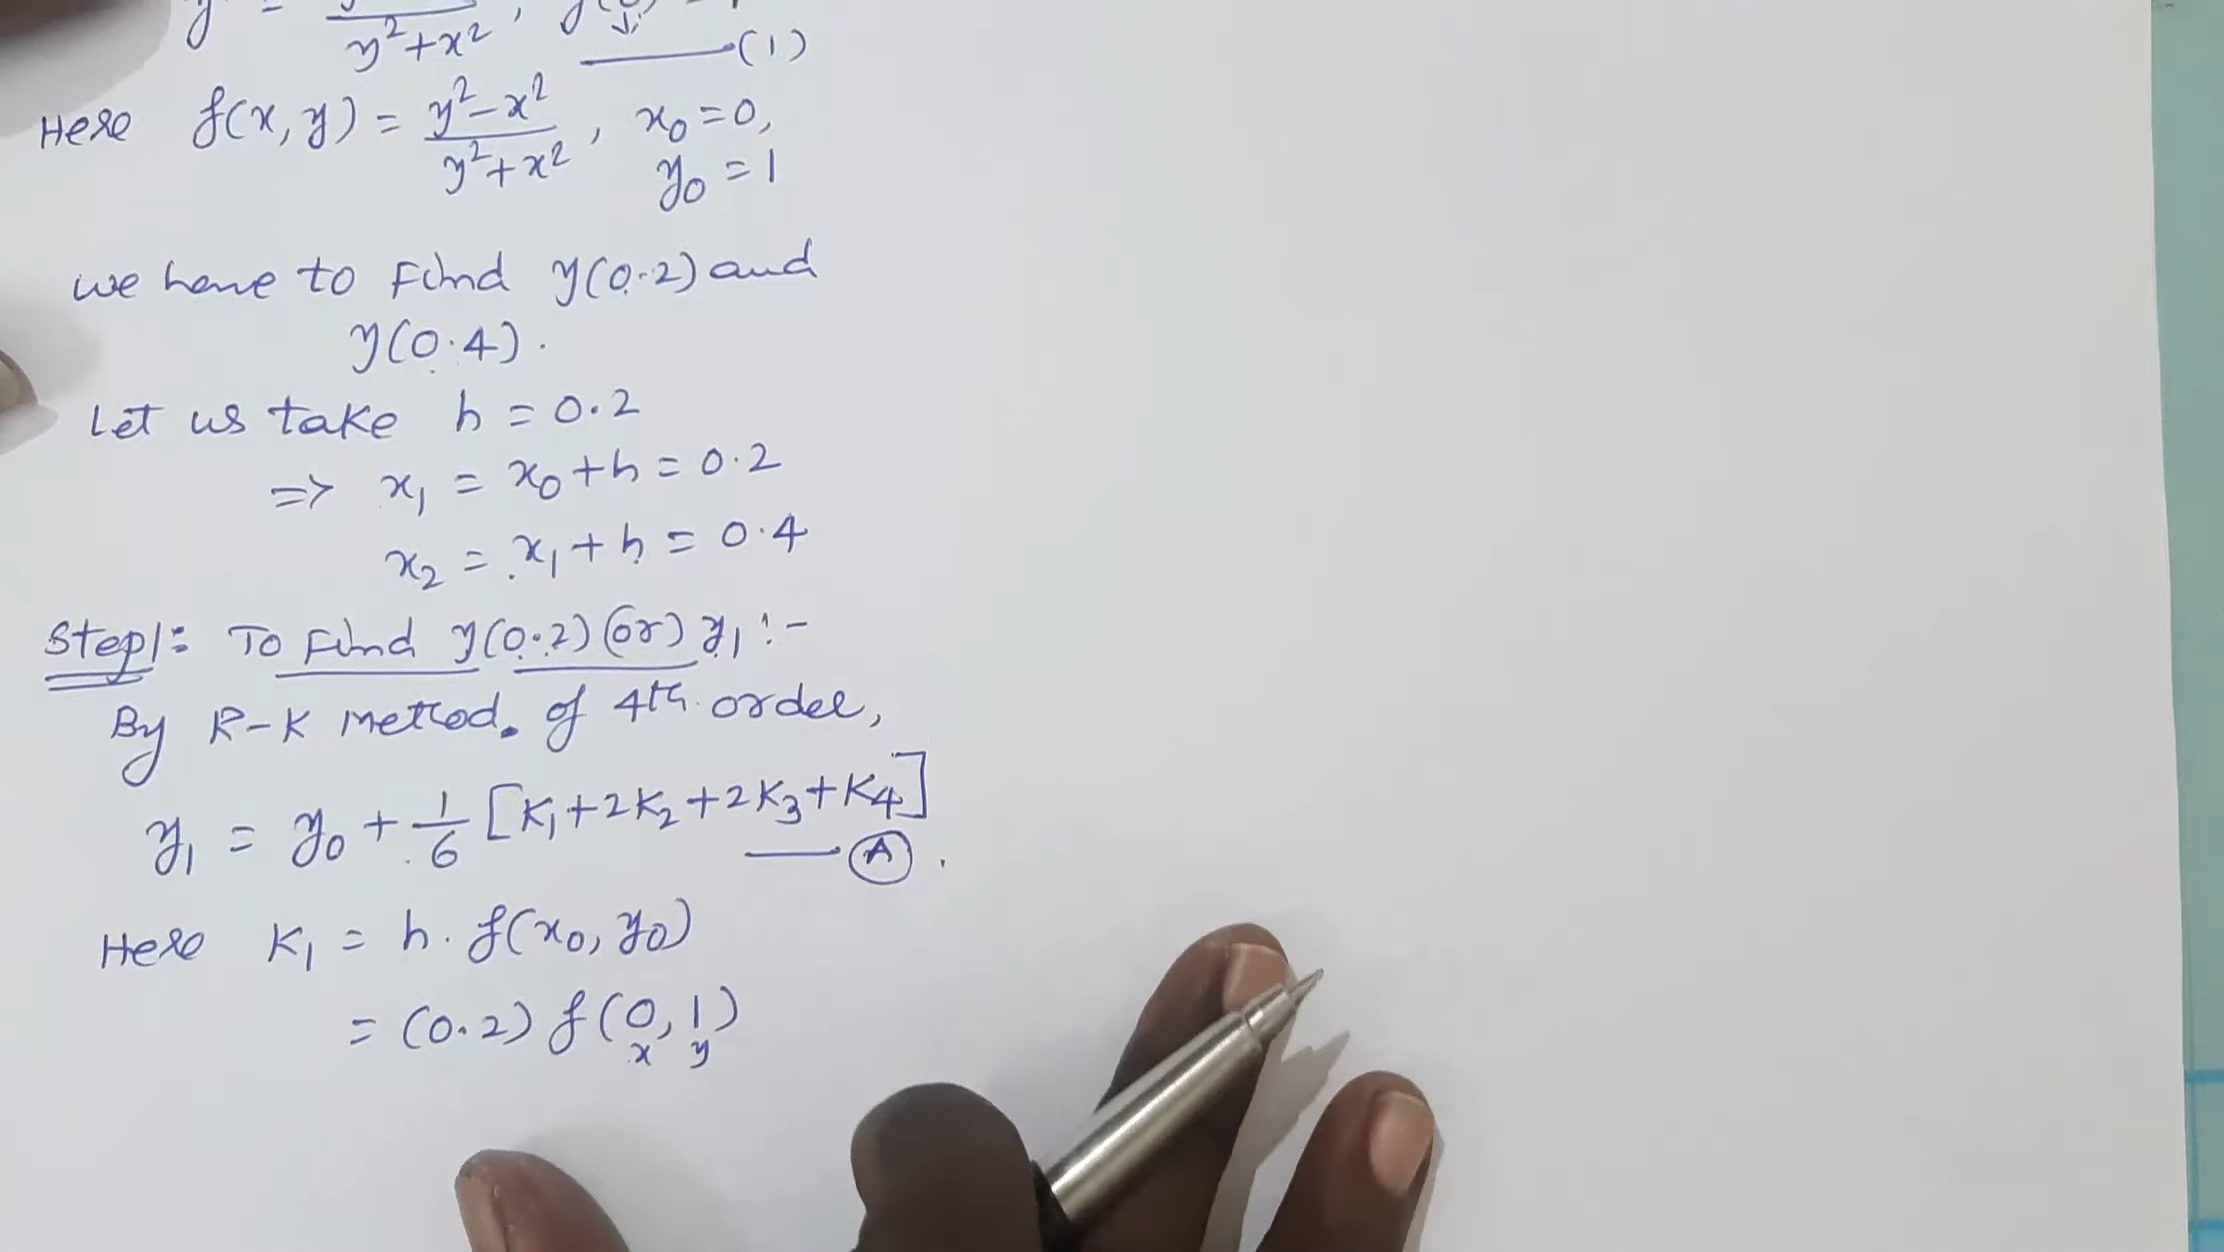 y² + x² ———(1)
Here f(x, y) = y² - x² / y² + x², x₀ = 0,
y₀ = 1
we have to Find y(0.2) and
y(0.4).
Let us take h = 0.2
=> x₁ = x₀ + h = 0.2
x₂ = x₁ + h = 0.4
Step1: To Find y(0.2) (or) y₁ :-
By R-K method of 4th order,
y₁ = y₀ + 1/6 [K₁ + 2K₂ + 2K₃ + K₄]
——— (A)
Here K₁ = h. f(x₀, y₀)
= (0.2) f(0, 1)
x y